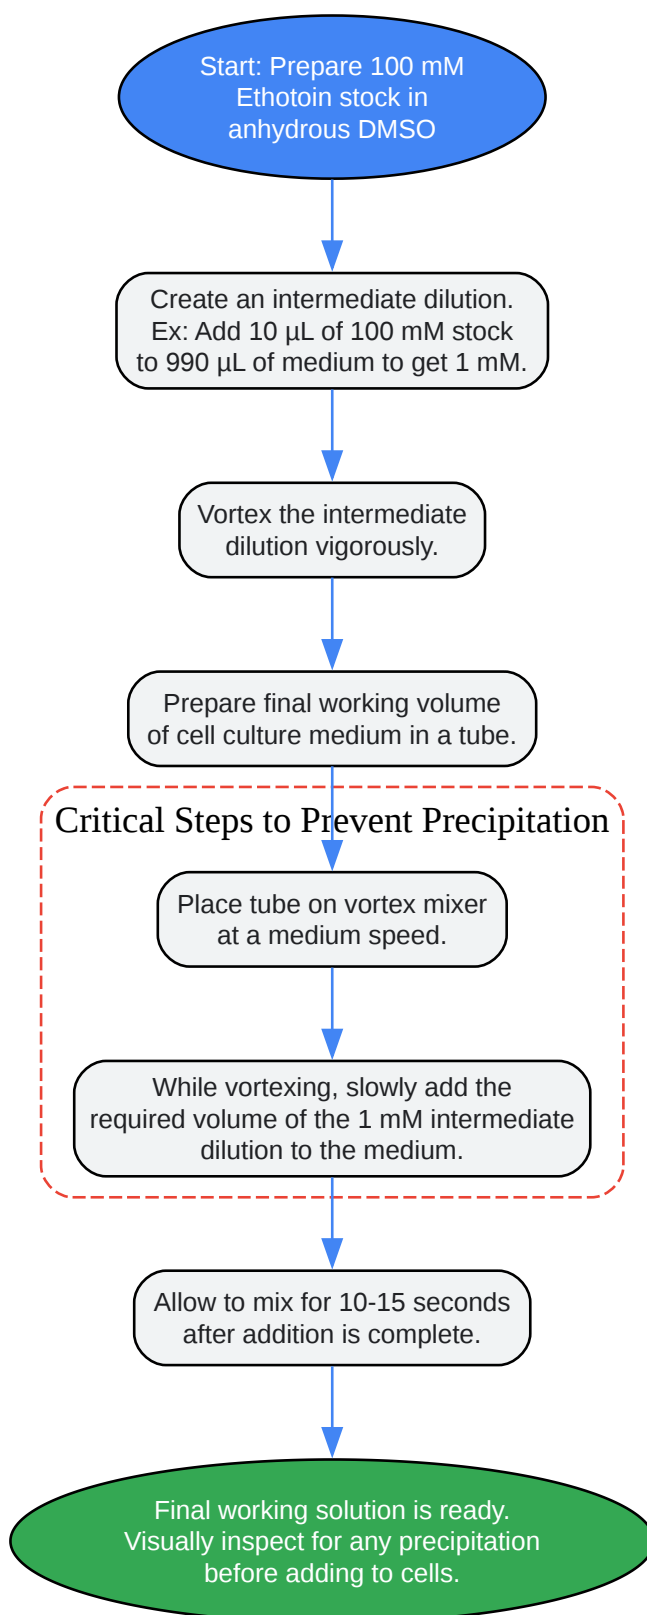 Start: Prepare 100 mM
Ethotoin stock in
anhydrous DMSO
Create an intermediate dilution.
Ex: Add 10 µL of 100 mM stock
to 990 µL of medium to get 1 mM.
Vortex the intermediate
dilution vigorously.
Prepare final working volume
of cell culture medium in a tube.
Critical Steps to Prevent Precipitation
Place tube on vortex mixer
at a medium speed.
While vortexing, slowly add the
required volume of the 1 mM intermediate
dilution to the medium.
Allow to mix for 10-15 seconds
after addition is complete.
Final working solution is ready.
Visually inspect for any precipitation
before adding to cells.